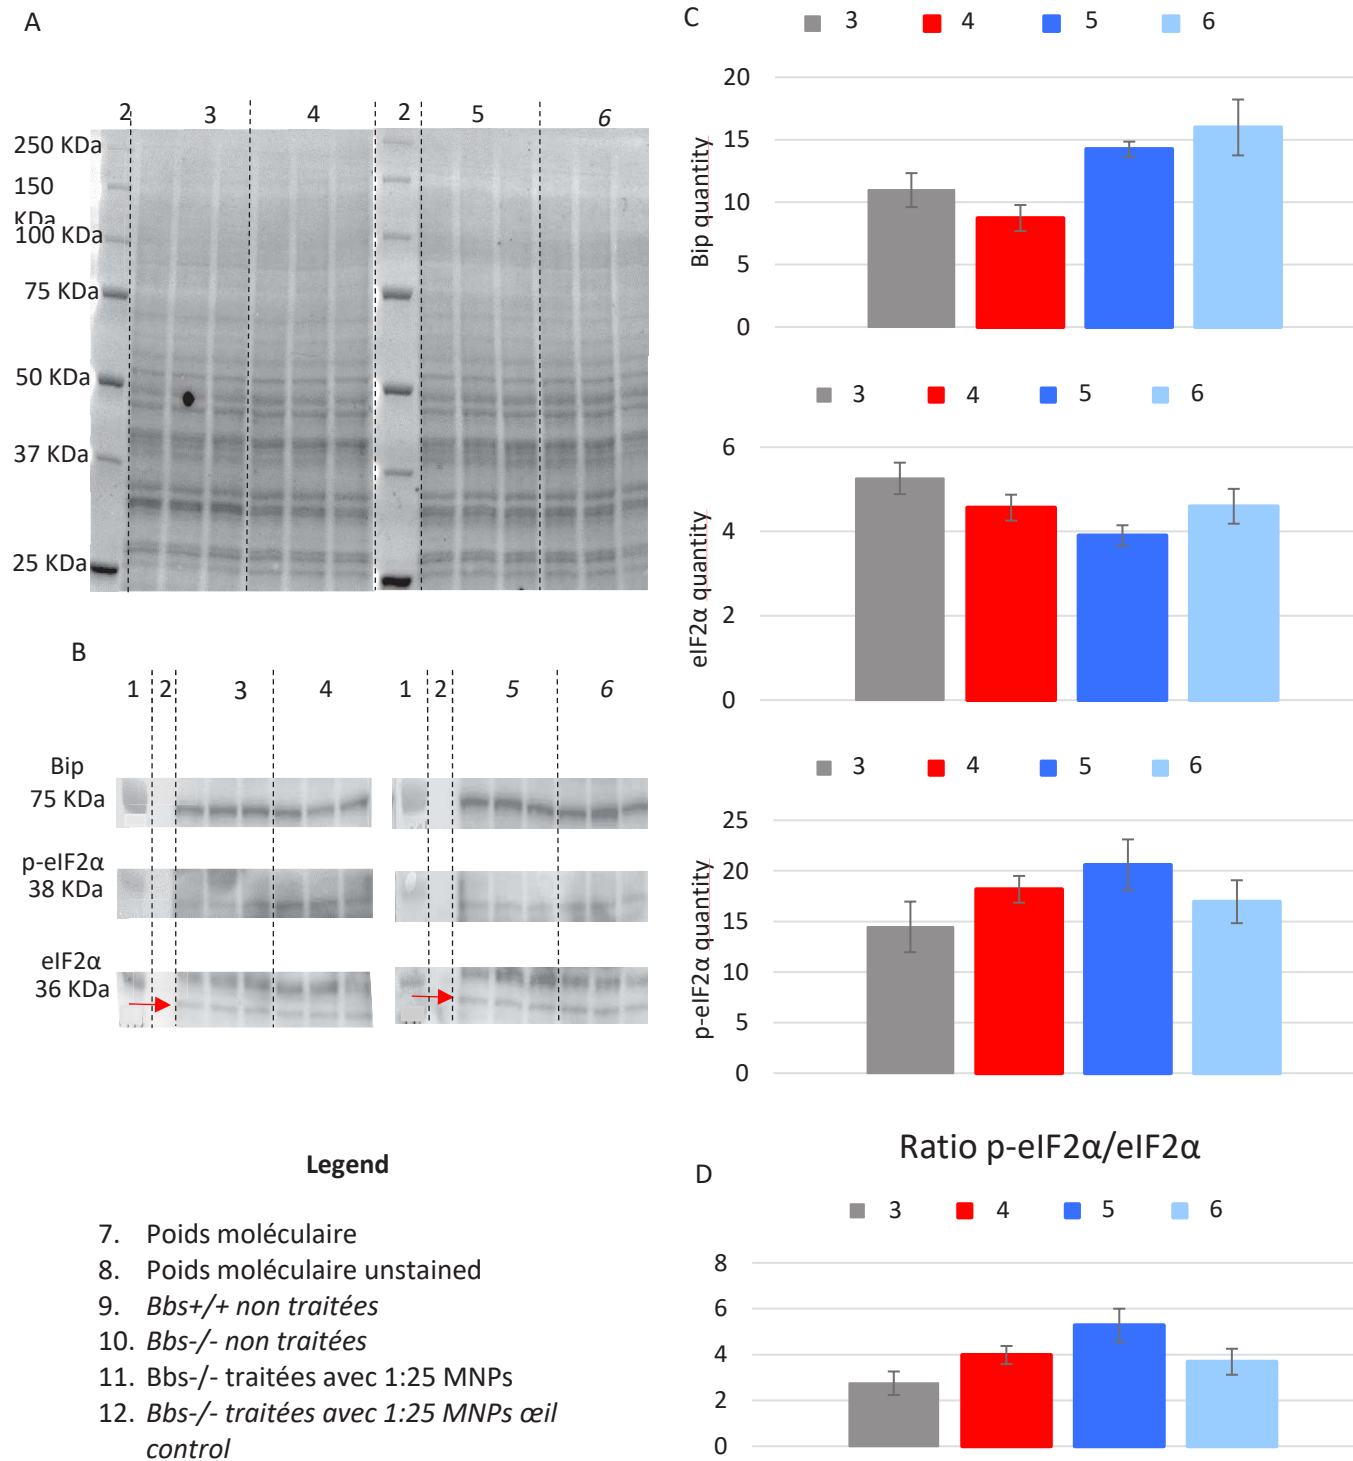 A
2 3 4 2 5 6
250 KDa
150
KDa
100 KDa
75 KDa
50 KDa
37 KDa
25 KDa
B
1 2 3 4 1 2 5 6
Bip
75 KDa
p-eIF2α
38 KDa
eIF2α
36 KDa
Legend
7. Poids moléculaire
8. Poids moléculaire unstained
9. Bbs+/+ non traitées
10. Bbs-/- non traitées
11. Bbs-/- traitées avec 1:25 MNPs
12. Bbs-/- traitées avec 1:25 MNPs œil
control
C
3 4 5 6
Bip quantity
20
15
10
5
0
3 4 5 6
eIF2α quantity
6
4
2
0
3 4 5 6
p-eIF2α quantity
25
20
15
10
5
0
Ratio p-eIF2α/eIF2α
D
3 4 5 6
8
6
4
2
0